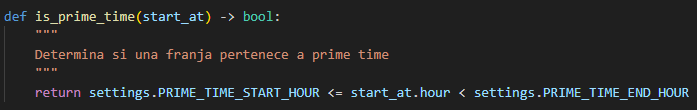 def is_prime_time(start_at) -> bool:
    """
    Determina si una franja pertenece a prime time
    """
    return settings.PRIME_TIME_START_HOUR <= start_at.hour < settings.PRIME_TIME_END_HOUR